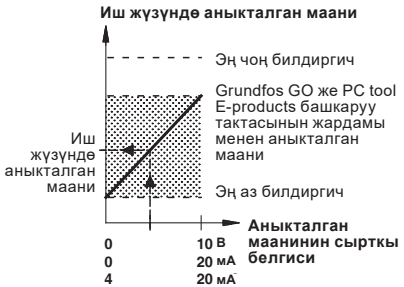 Иш жүзүндө аныкталган маани
Эң чоң билдиргич
Grundfos GO же PC tool
E-products башкаруу
тактасынын жардамы
менен аныкталган
маани
Иш
жүзүндө
аныкталган
маани
Эң аз билдиргич
Аныкталган
маанинин сырткы
белгиси
0 10 В
0 20 мА
4 20 мА